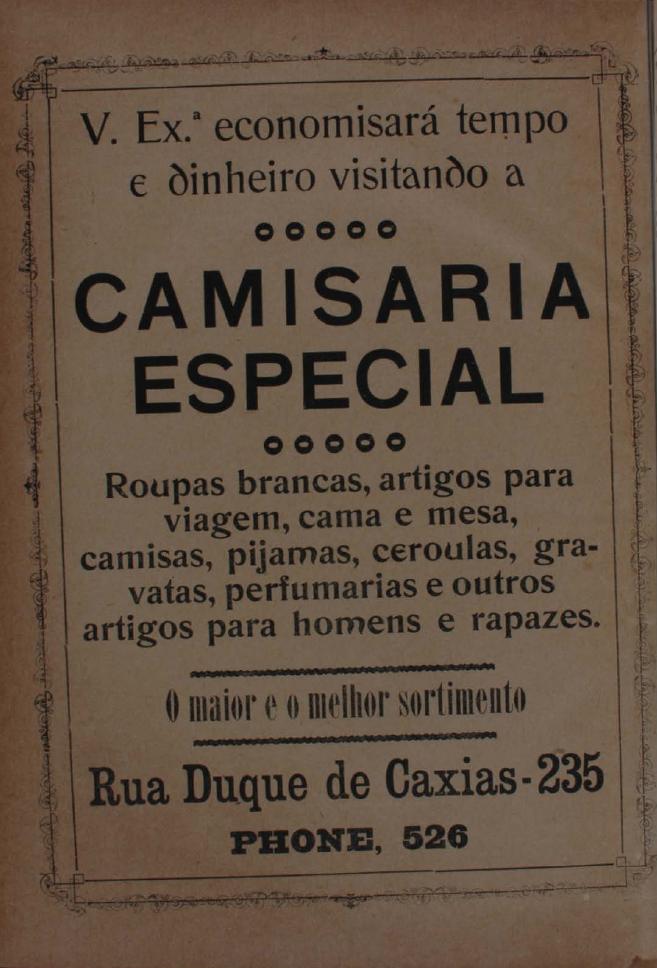 V. Ex.ª economisará tempo
e dinheiro visitando a
CAMISARIA
ESPECIAL
Roupas brancas, artigos para
viagem, cama e mesa,
camisas, pijamas, ceroulas, gra-
vatas, perfumarias e outros
artigos para homens e rapazes.
O maior e o melhor sortimento
Rua Duque de Caxias-235
PHONE, 526